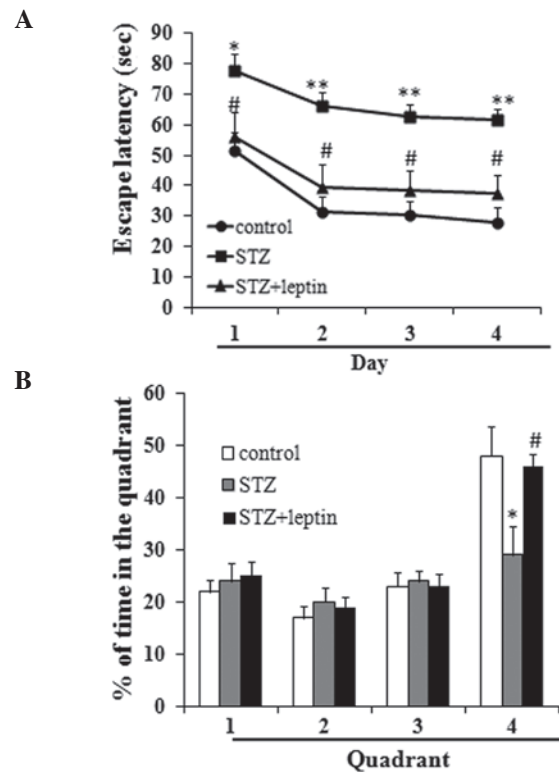 A
Escape latency (sec)
90
80
70
60
50
40
30
20
10
0
*
**
**
**
#
#
#
#
control
STZ
STZ+leptin
1 2 3 4
Day
B
% of time in the quadrant
60
50
40
30
20
10
0
control
STZ
STZ+leptin
#
*
1 2 3 4
Quadrant